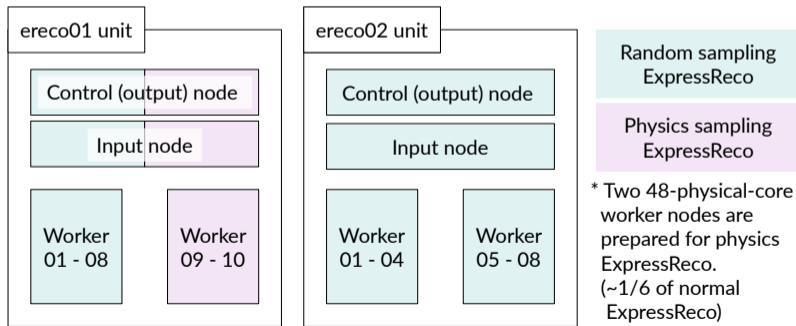 ereco01 unit
Control (output) node
Input node
Worker
01 - 08
Worker
09 - 10
ereco02 unit
Control (output) node
Input node
Worker
01 - 04
Worker
05 - 08
Random sampling
ExpressReco
Physics sampling
ExpressReco
* Two 48-physical-core
worker nodes are
prepared for physics
ExpressReco.
(~1/6 of normal
ExpressReco)